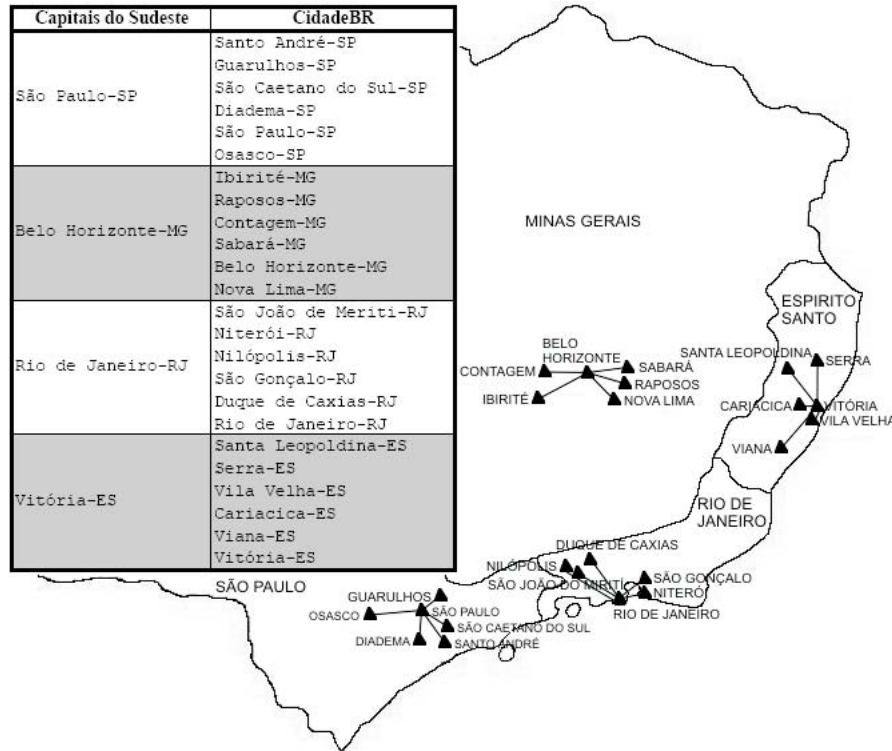 Capitais do Sudeste CidadeBR
São Paulo-SP
Santo André-SP
Guarulhos-SP
São Caetano do Sul-SP
Diadema-SP
São Paulo-SP
Osasco-SP
Belo Horizonte-MG
Ibirité-MG
Raposos-MG
Contagem-MG
Sabará-MG
Belo Horizonte-MG
Nova Lima-MG
Rio de Janeiro-RJ
São João de Meriti-RJ
Niterói-RJ
Nilópolis-RJ
São Gonçalo-RJ
Duque de Caxias-RJ
Rio de Janeiro-RJ
Vitória-ES
Santa Leopoldina-ES
Serra-ES
Vila Velha-ES
Cariacica-ES
Viana-ES
Vitória-ES
MINAS GERAIS
ESPIRITO
SANTO
BELO
HORIZONTE
CONTAGEM
SABARÁ
RAPOSOS
IBIRITÉ
NOVA LIMA
SANTA LEOPOLDINA
SERRA
CARIACICA
VITÓRIA
VILA VELHA
VIANA
RIO DE
JANEIRO
DUQUE DE CAXIAS
NILÓPOLIS
SÃO JOÃO DO MIRITÍ
SÃO GONÇALO
NITERÓI
RIO DE JANEIRO
SÃO PAULO
GUARULHOS
OSASCO
SÃO PAULO
SÃO CAETANO DO SUL
DIADEMA
SANTO ANDRÉ